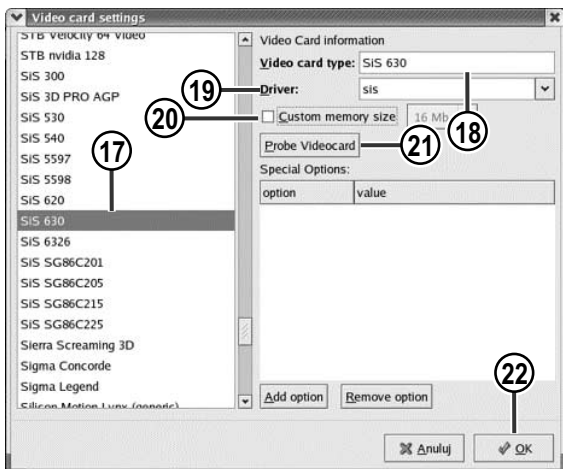 Video card settings
STB Velocity 64 Video
STB nvidia 128
SiS 300
SiS 3D PRO AGP
SiS 530
SiS 540
SiS 5597
SiS 5598
SiS 620
SiS 630
SiS 6326
SiS SG86C201
SiS SG86C205
SiS SG86C215
SiS SG86C225
Sierra Screaming 3D
Sigma Concorde
Sigma Legend
Silicon Motion Lynx (generic)
17
Video Card information
Video card type: SiS 630
18
19
Driver: sis
20
Custom memory size 16 Mb
Probe Videocard
21
Special Options:
option value
Add option Remove option
22
Anuluj OK